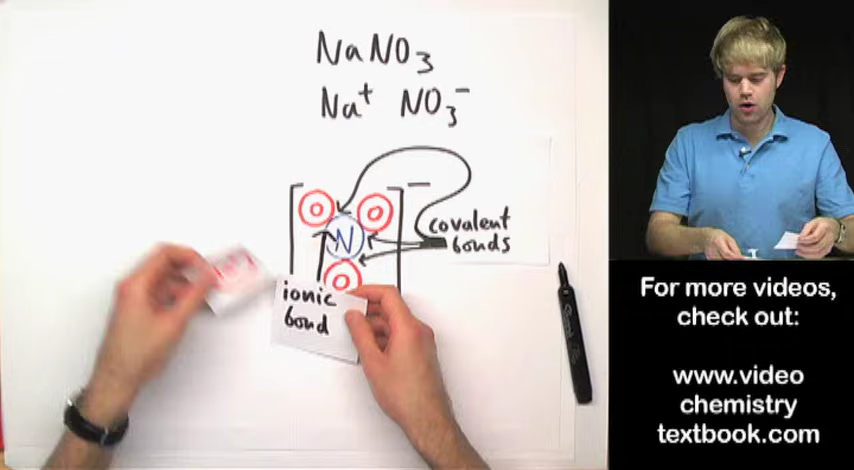 NaNO₃
Na⁺ NO₃⁻
O O
N
O
covalent
bonds
ionic
bond
For more videos,
check out:
www.video
chemistry
textbook.com